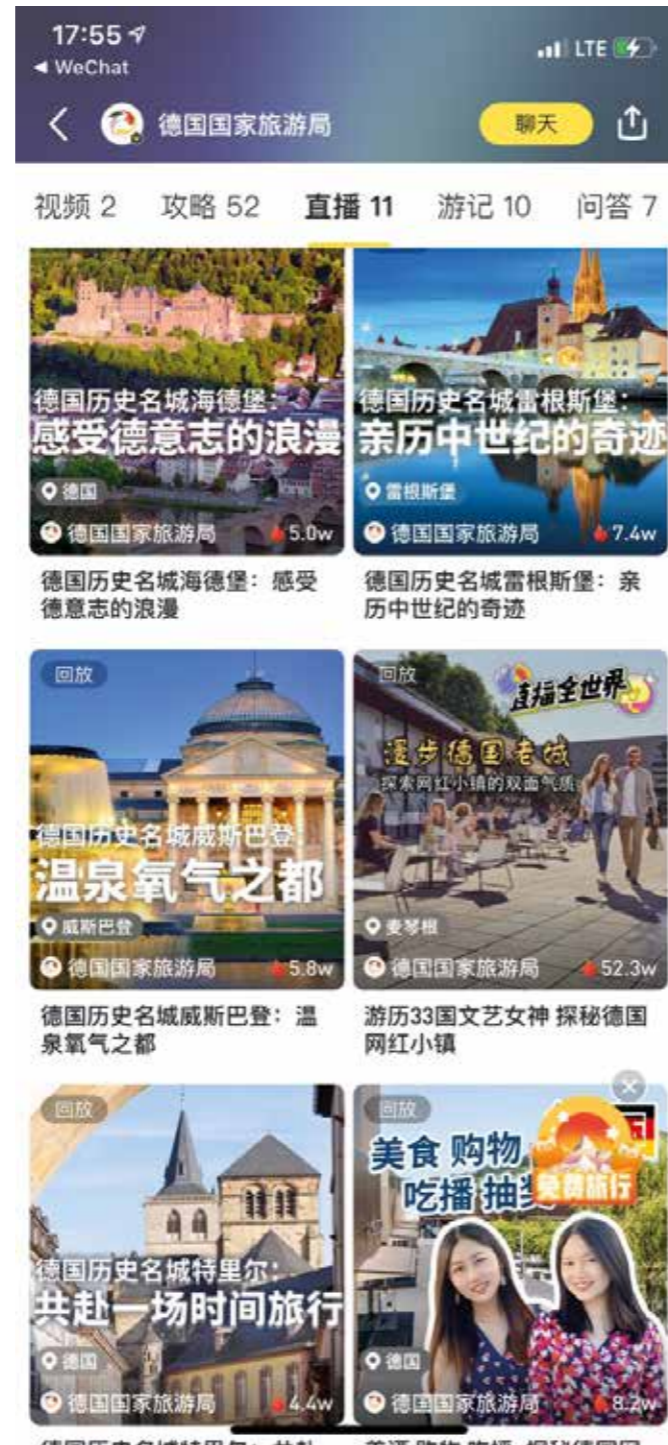 17:55
LTE
WeChat
德国国家旅游局
聊天
视频 2 攻略 52 直播 11 游记 10 问答 7
德国历史名城海德堡:
感受德意志的浪漫
德国
德国国家旅游局 5.0w
德国历史名城海德堡：感受
德意志的浪漫
德国历史名城雷根斯堡:
亲历中世纪的奇迹
雷根斯堡
德国国家旅游局 7.4w
德国历史名城雷根斯堡：亲
历中世纪的奇迹
回放
德国历史名城威斯巴登:
温泉氧气之都
威斯巴登
德国国家旅游局 5.8w
德国历史名城威斯巴登：温
泉氧气之都
回放
直播全世界
漫步德国老城
探索网红小镇的双面气质
麦琴根
德国国家旅游局 52.3w
游历33国文艺女神 探秘德国
网红小镇
回放
德国历史名城特里尔:
共赴一场时间旅行
德国
德国国家旅游局 4.4w
回放
美食 购物
吃播 抽奖
免费旅行
德国
德国国家旅游局 8.2w